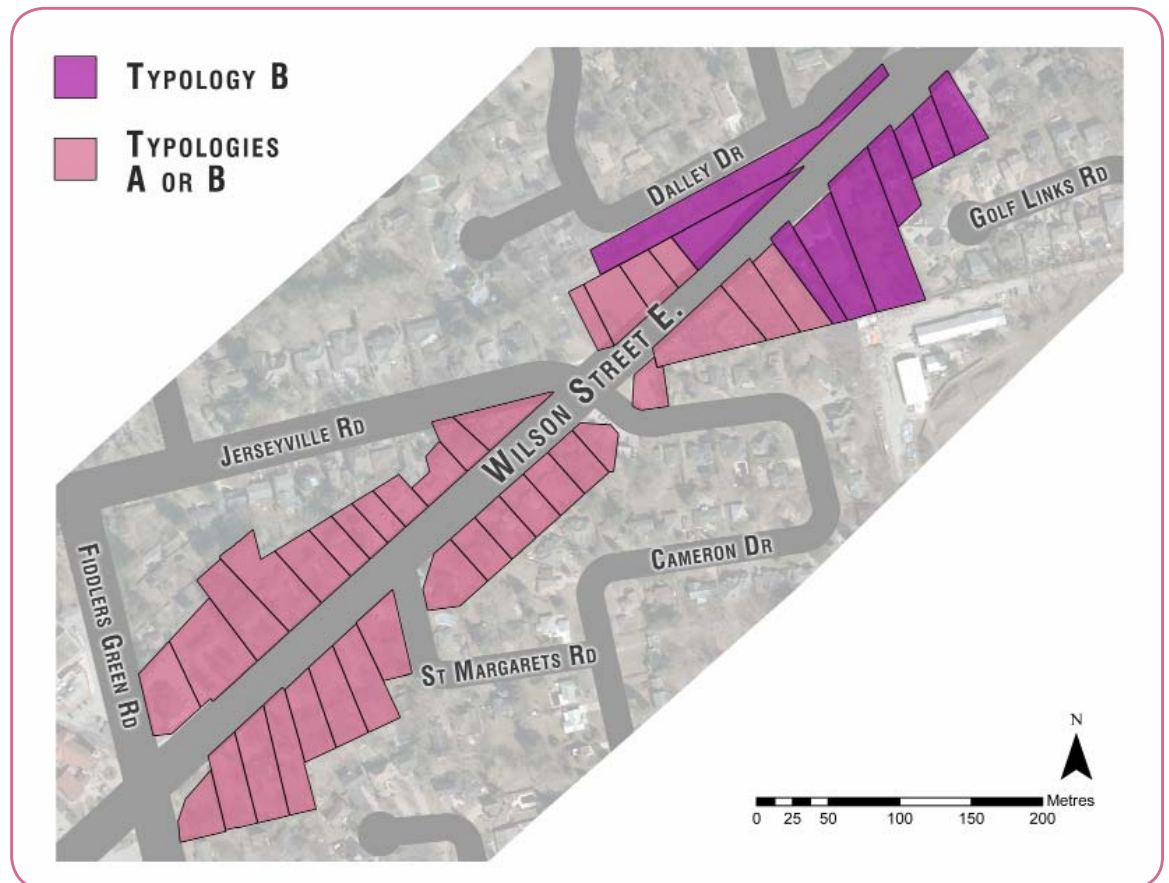 TYPOLOGY B
TYPOLOGIES
A OR B
DALLEY DR
GOLF LINKS RD
WILSON STREET E.
JERSEYVILLE RD
FIDDLERS GREEN RD
CAMERON DR
ST MARGARETS RD
N
Metres
0 25 50 100 150 200